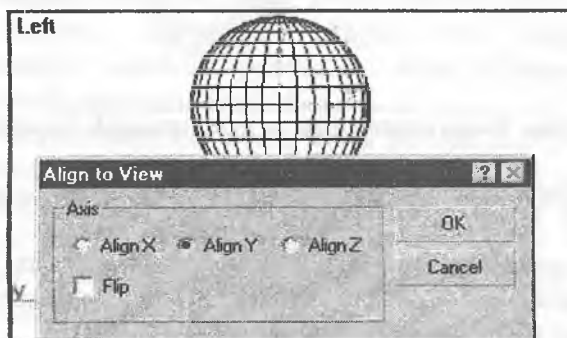 Left
Align to View
Axis
Align X Align Y Align Z
OK
Flip
Cancel
y